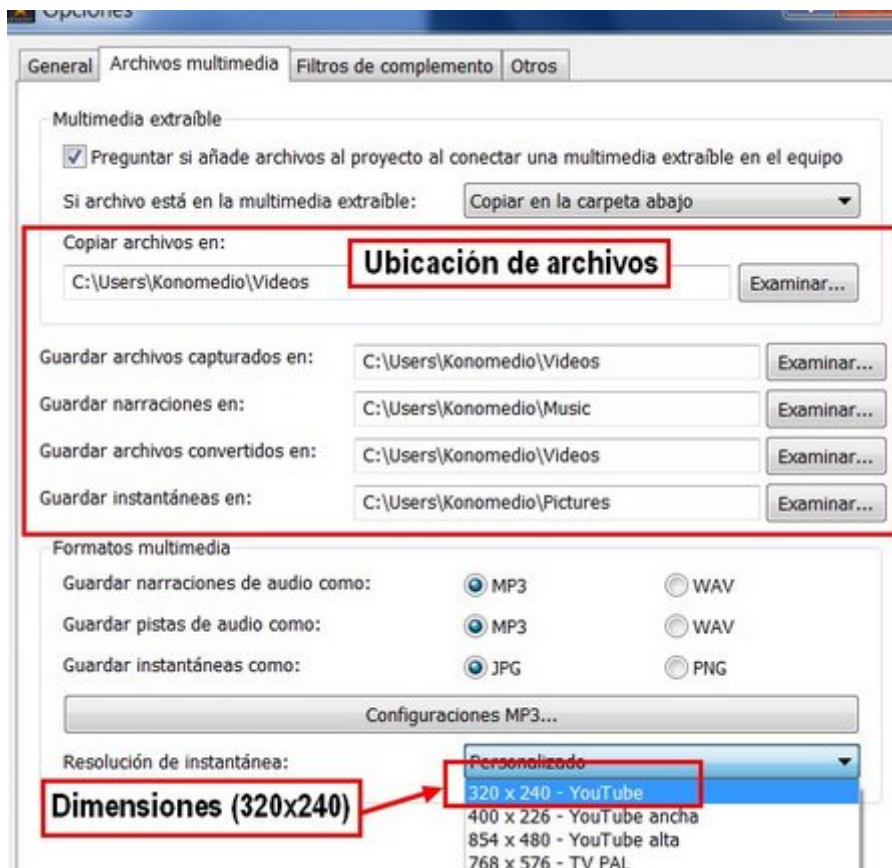 Opciones
General Archivos multimedia Filtros de complemento Otros
Multimedia extraíble
Preguntar si añade archivos al proyecto al conectar una multimedia extraíble en el equipo
Si archivo está en la multimedia extraíble: Copiar en la carpeta abajo
Copiar archivos en:
Ubicación de archivos
C:\Users\Konomedio\Videos Examinar...
Guardar archivos capturados en: C:\Users\Konomedio\Videos Examinar...
Guardar narraciones en: C:\Users\Konomedio\Music Examinar...
Guardar archivos convertidos en: C:\Users\Konomedio\Videos Examinar...
Guardar instantáneas en: C:\Users\Konomedio\Pictures Examinar...
Formatos multimedia
Guardar narraciones de audio como: MP3 WAV
Guardar pistas de audio como: MP3 WAV
Guardar instantáneas como: JPG PNG
Configuraciones MP3...
Resolución de instantánea: Personalizado
Dimensiones (320x240)
320 x 240 - YouTube
400 x 226 - YouTube ancha
854 x 480 - YouTube alta
768 x 576 - TV PAL